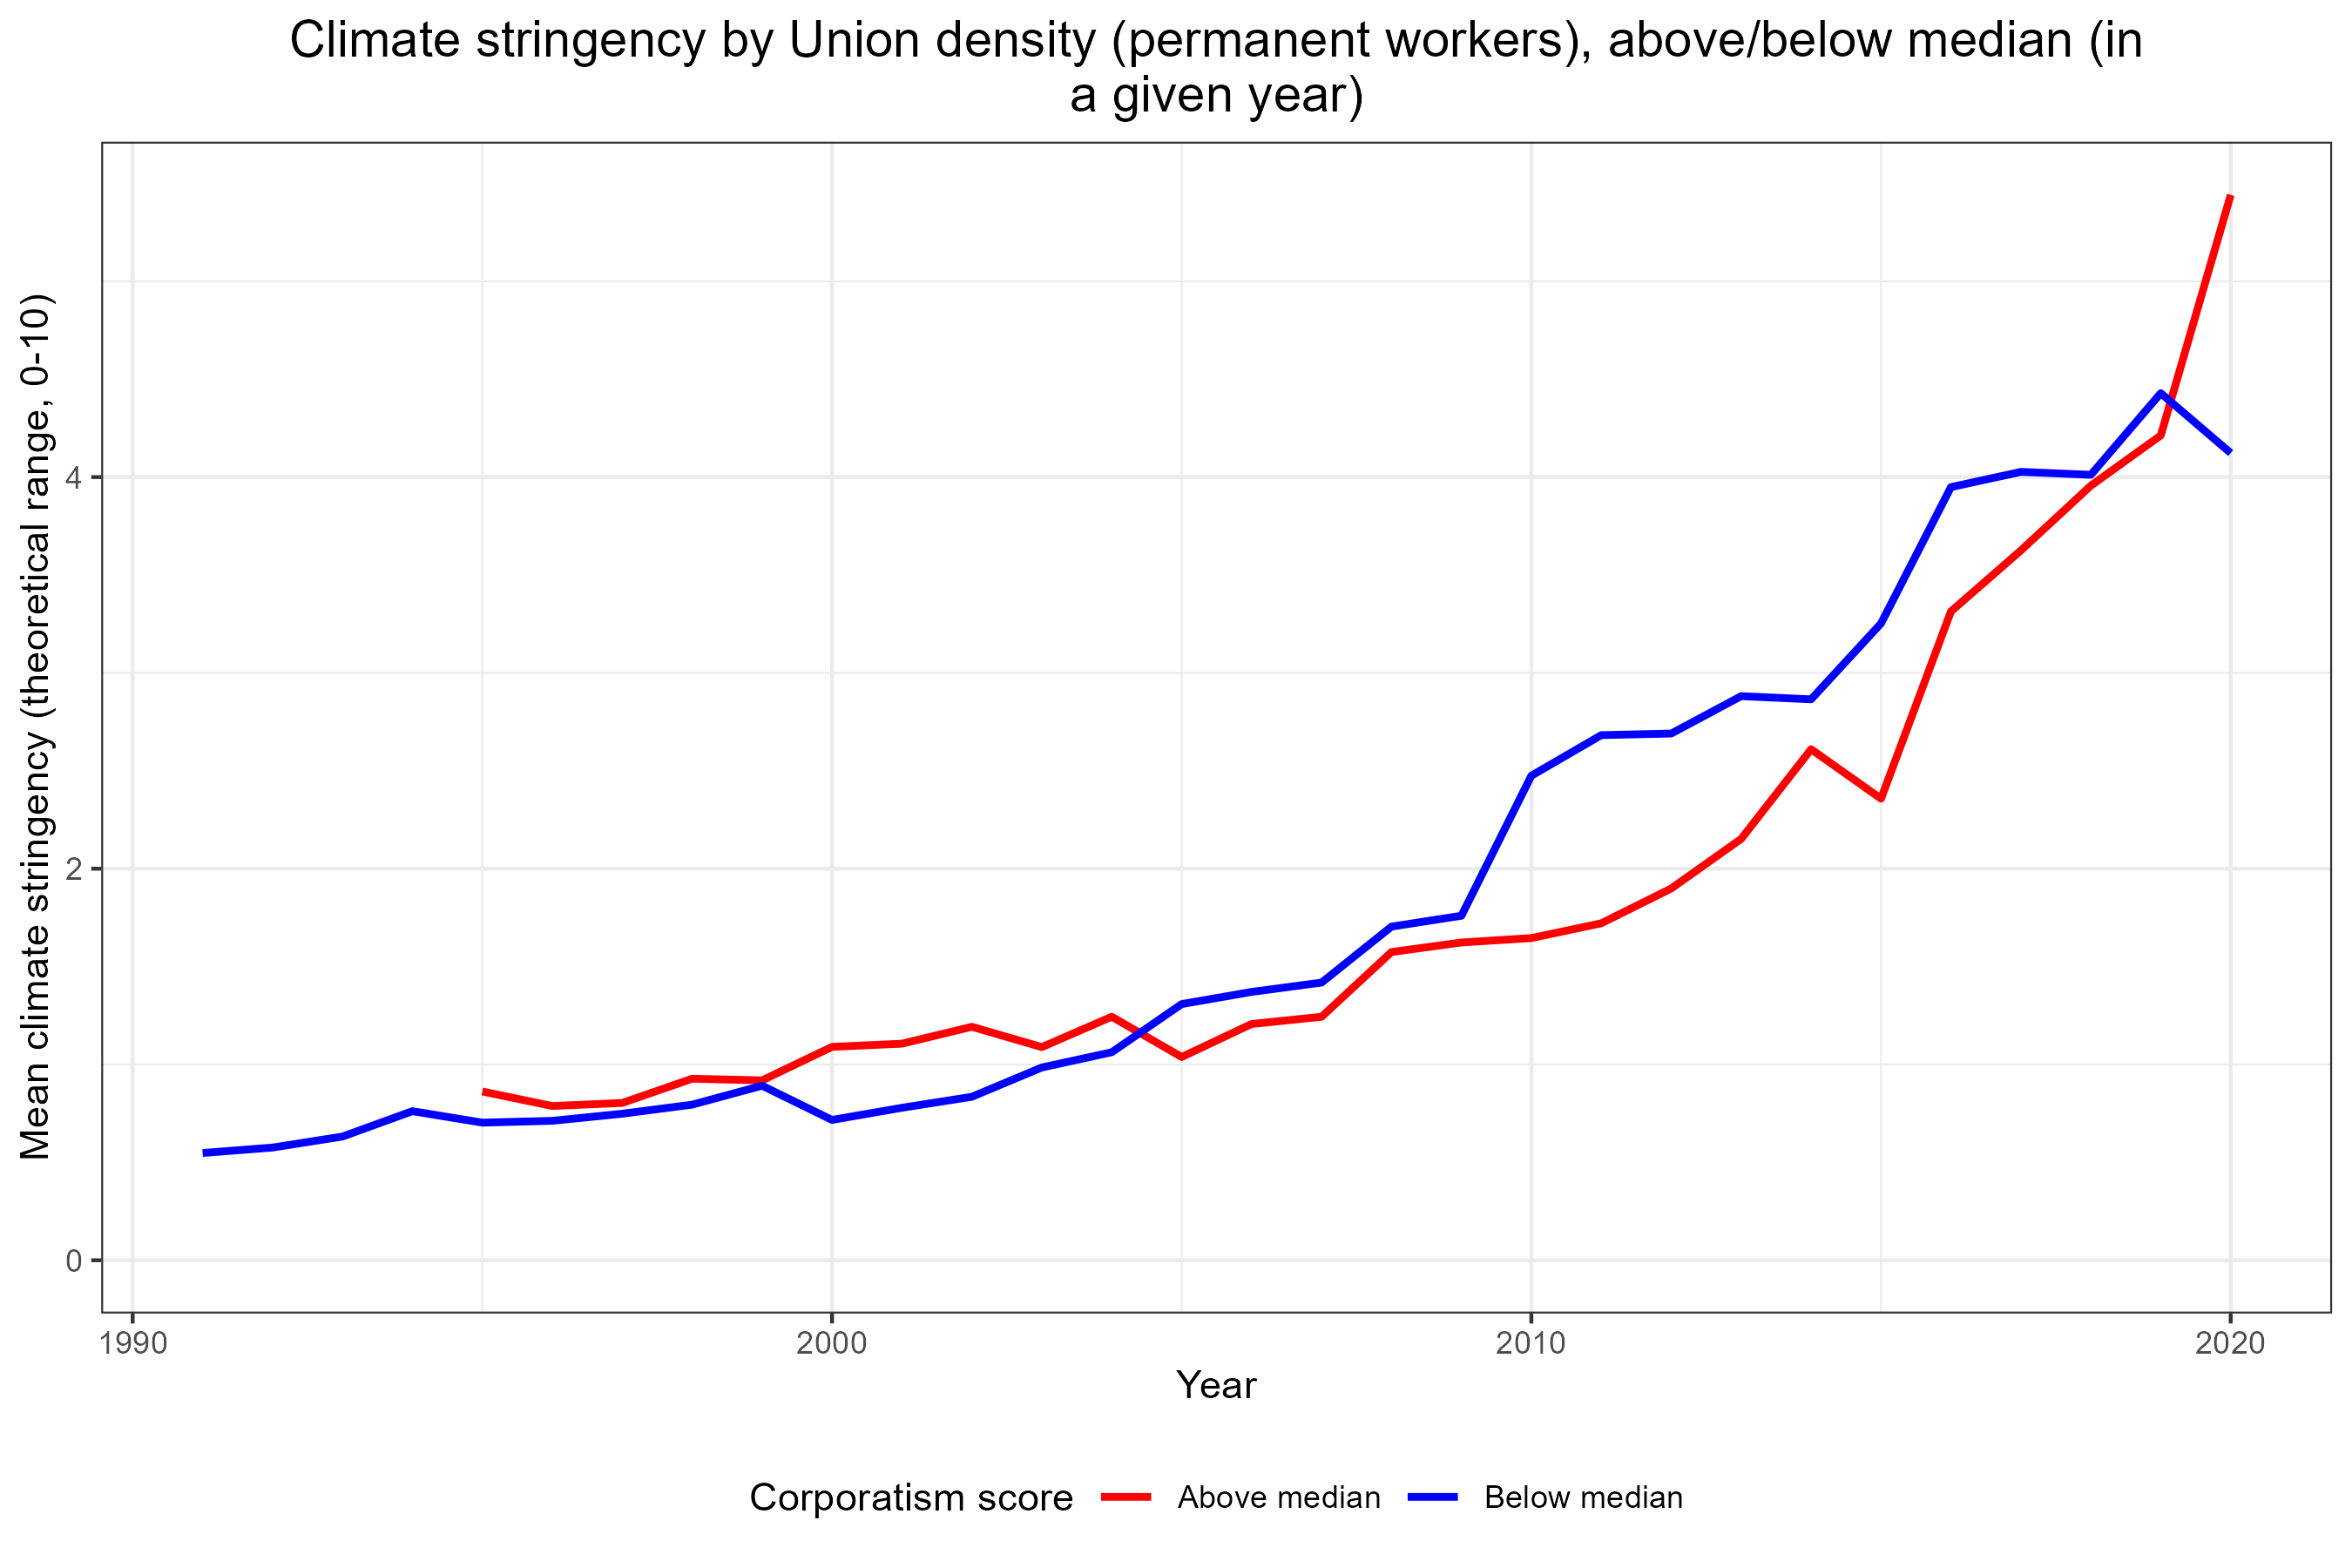 Climate stringency by Union density (permanent workers), above/below median (in
a given year)
Mean climate stringency (theoretical range, 0-10)
4
2
0
1990
2000
2010
2020
Year
Corporatism score
Above median
Below median